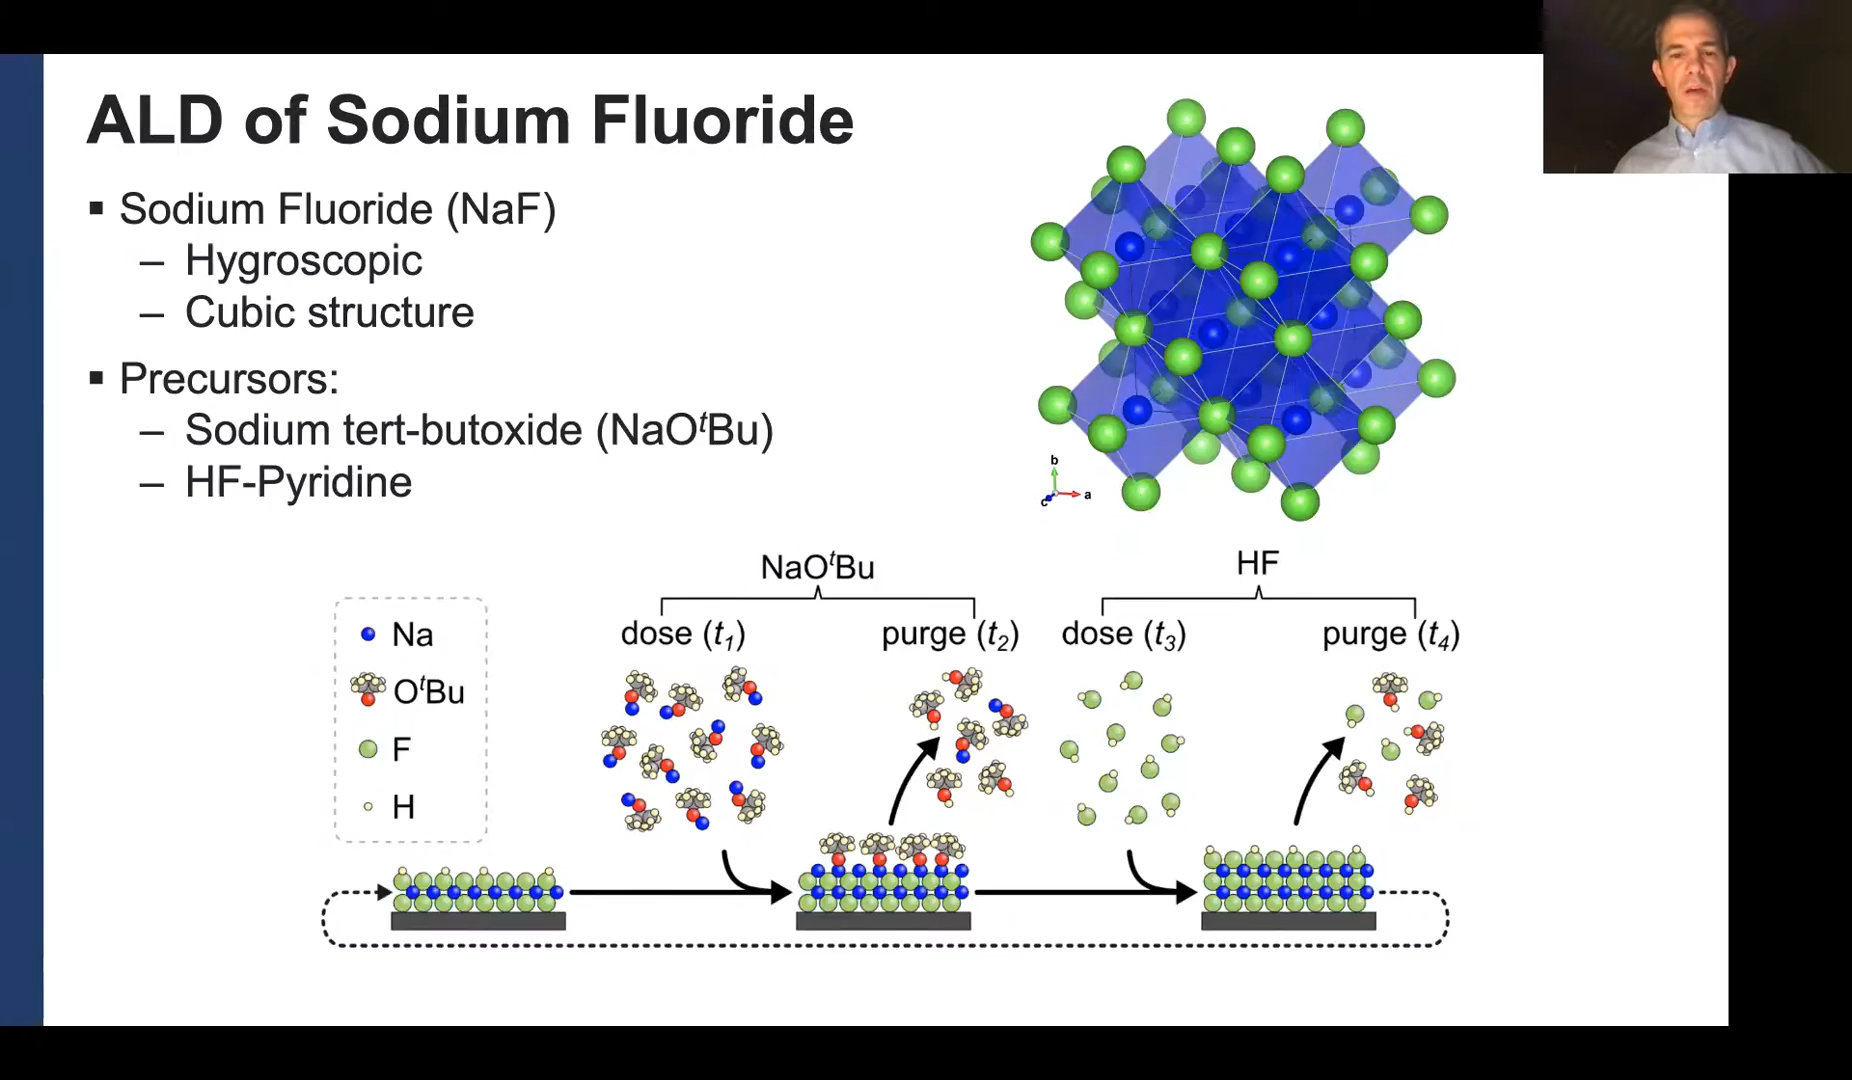 ALD of Sodium Fluoride
▪ Sodium Fluoride (NaF)
– Hygroscopic
– Cubic structure
▪ Precursors:
– Sodium tert-butoxide (NaOᵗBu)
– HF-Pyridine
b
a
c
NaOᵗBu
HF
dose (t₁)
purge (t₂)
dose (t₃)
purge (t₄)
Na
OᵗBu
F
H